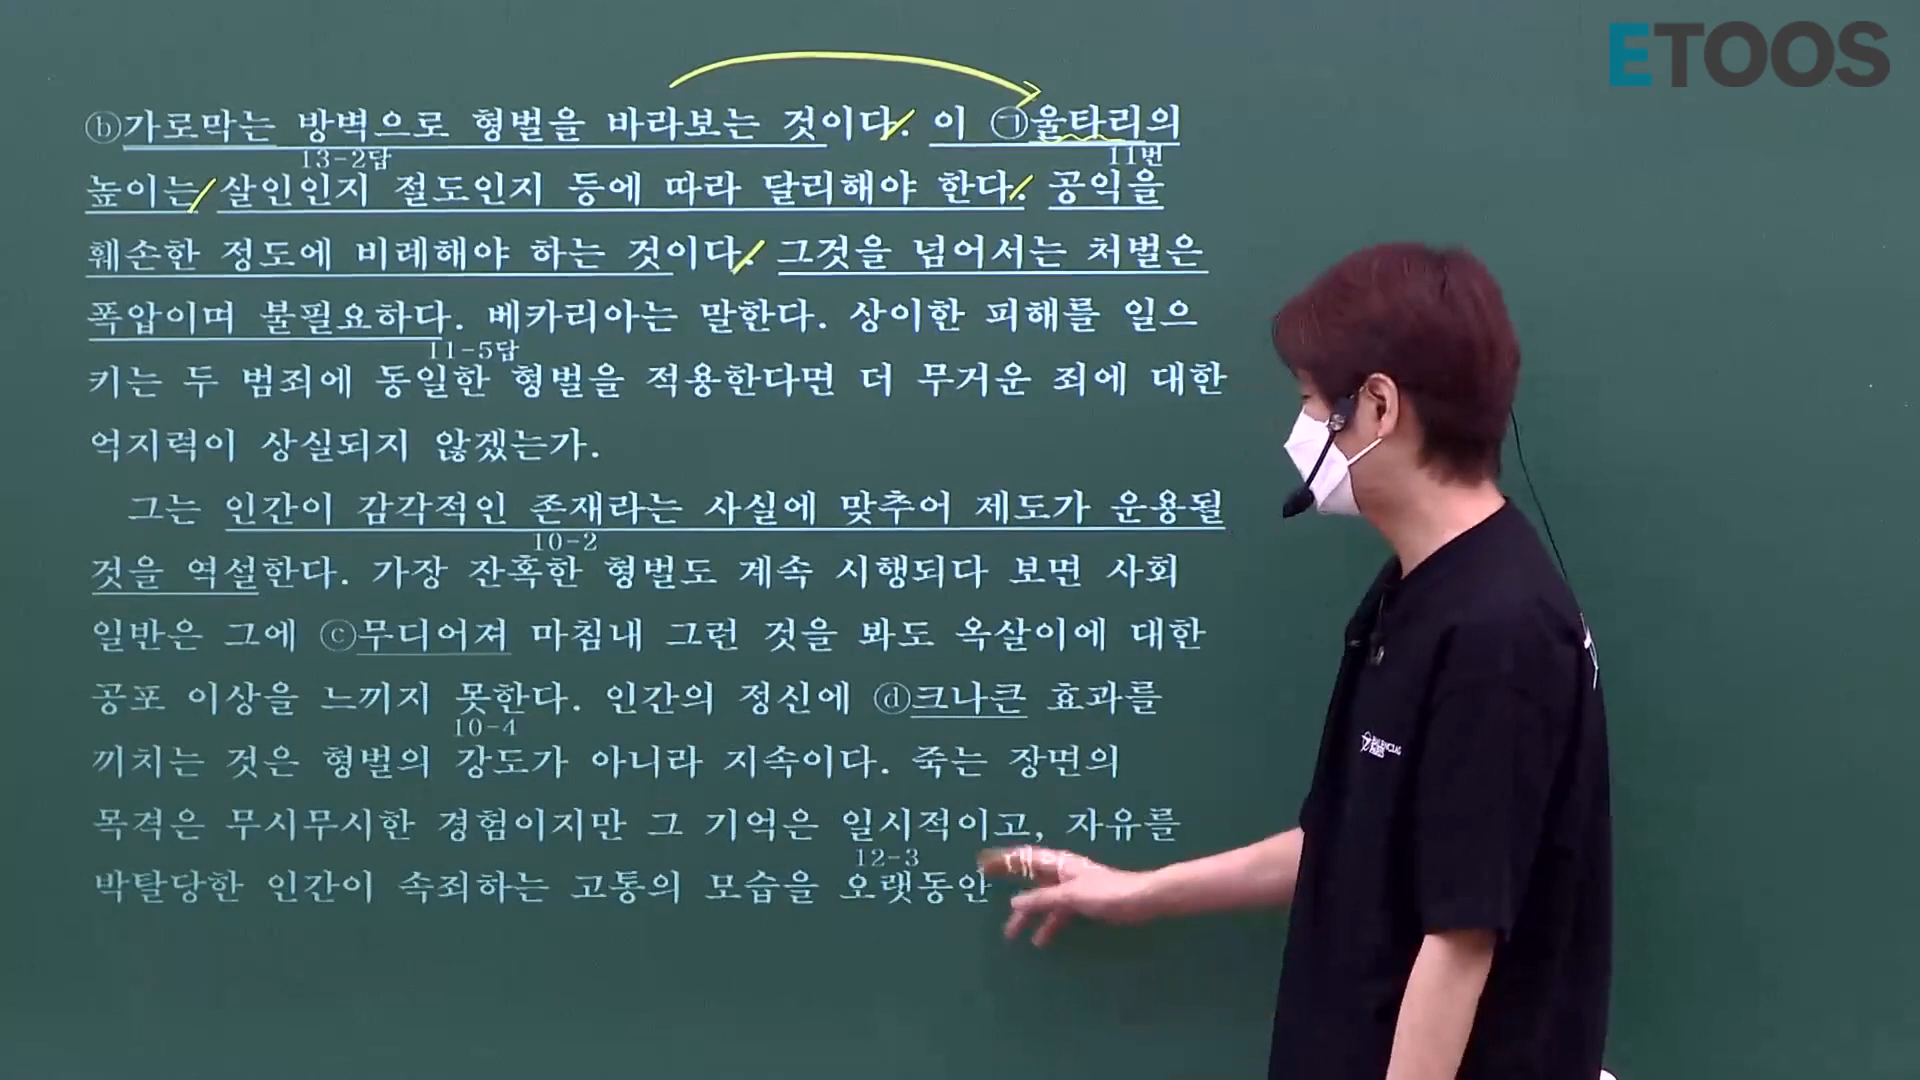 ETOOS
ⓑ가로막는 방벽으로 형벌을 바라보는 것이다. 이 ㉠울타리의
13-2답 11번
높이는 살인인지 절도인지 등에 따라 달리해야 한다. 공익을
훼손한 정도에 비례해야 하는 것이다. 그것을 넘어서는 처벌은
폭압이며 불필요하다. 베카리아는 말한다. 상이한 피해를 일으
11-5답
키는 두 범죄에 동일한 형벌을 적용한다면 더 무거운 죄에 대한
억지력이 상실되지 않겠는가.
그는 인간이 감각적인 존재라는 사실에 맞추어 제도가 운용될
10-2
것을 역설한다. 가장 잔혹한 형벌도 계속 시행되다 보면 사회
일반은 그에 ⓒ무디어져 마침내 그런 것을 봐도 옥살이에 대한
공포 이상을 느끼지 못한다. 인간의 정신에 ⓓ크나큰 효과를
10-4
끼치는 것은 형벌의 강도가 아니라 지속이다. 죽는 장면의
목격은 무시무시한 경험이지만 그 기억은 일시적이고, 자유를
12-3
박탈당한 인간이 속죄하는 고통의 모습을 오랫동안